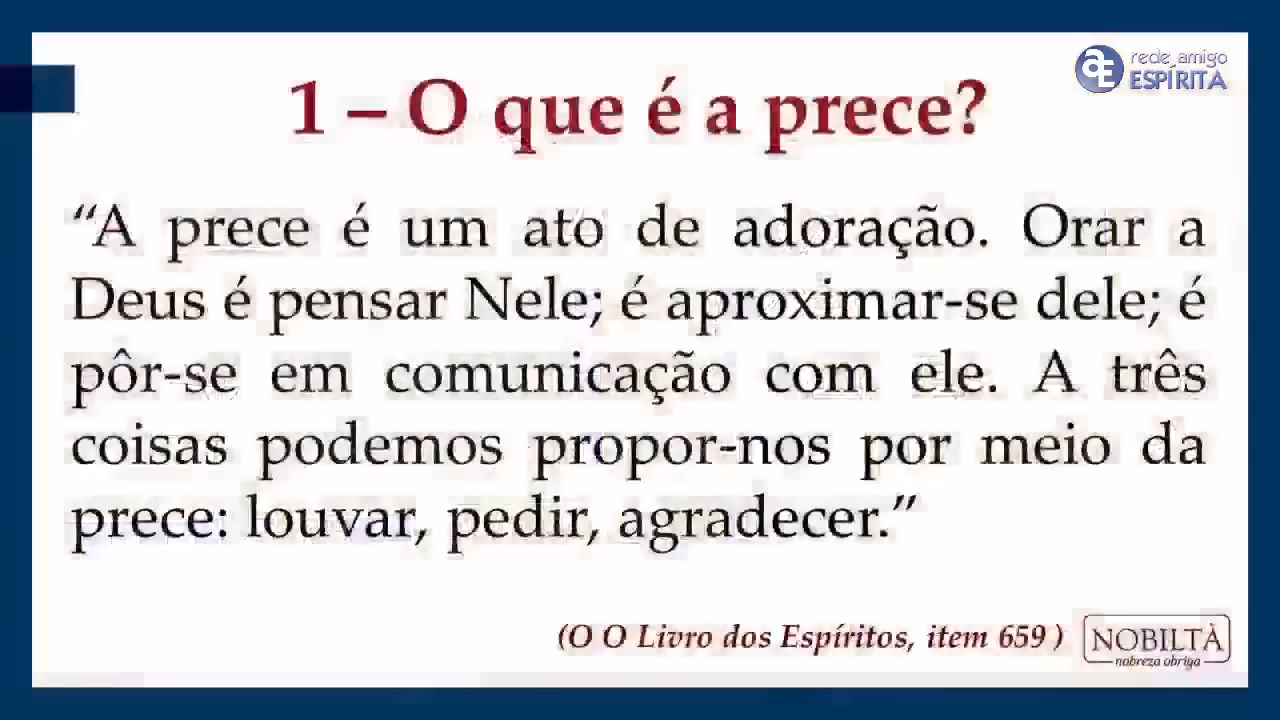 rede amigo
ESPÍRITA
1 – O que é a prece?
“A prece é um ato de adoração. Orar a
Deus é pensar Nele; é aproximar-se dele; é
pôr-se em comunicação com ele. A três
coisas podemos propor-nos por meio da
prece: louvar, pedir, agradecer.”
(O O Livro dos Espíritos, item 659 )
NOBILTÀ
nobreza obriga